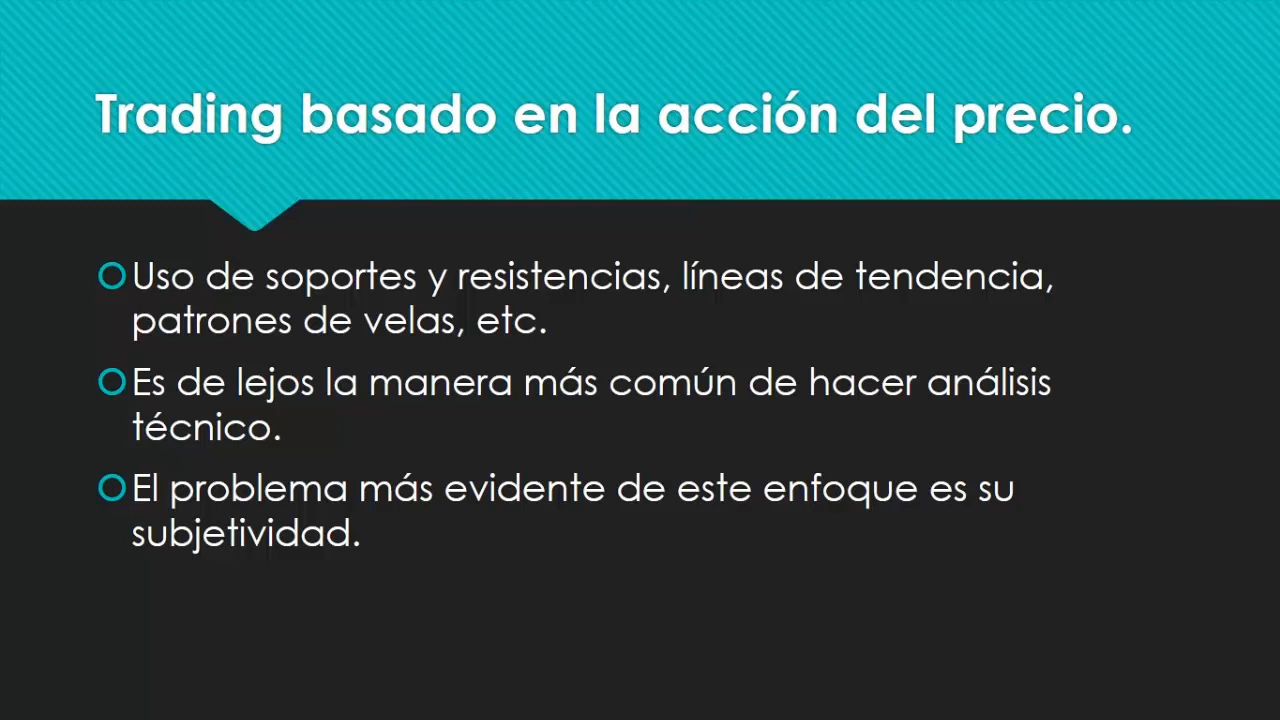 Trading basado en la acción del precio.
Uso de soportes y resistencias, líneas de tendencia,
patrones de velas, etc.
Es de lejos la manera más común de hacer análisis
técnico.
El problema más evidente de este enfoque es su
subjetividad.